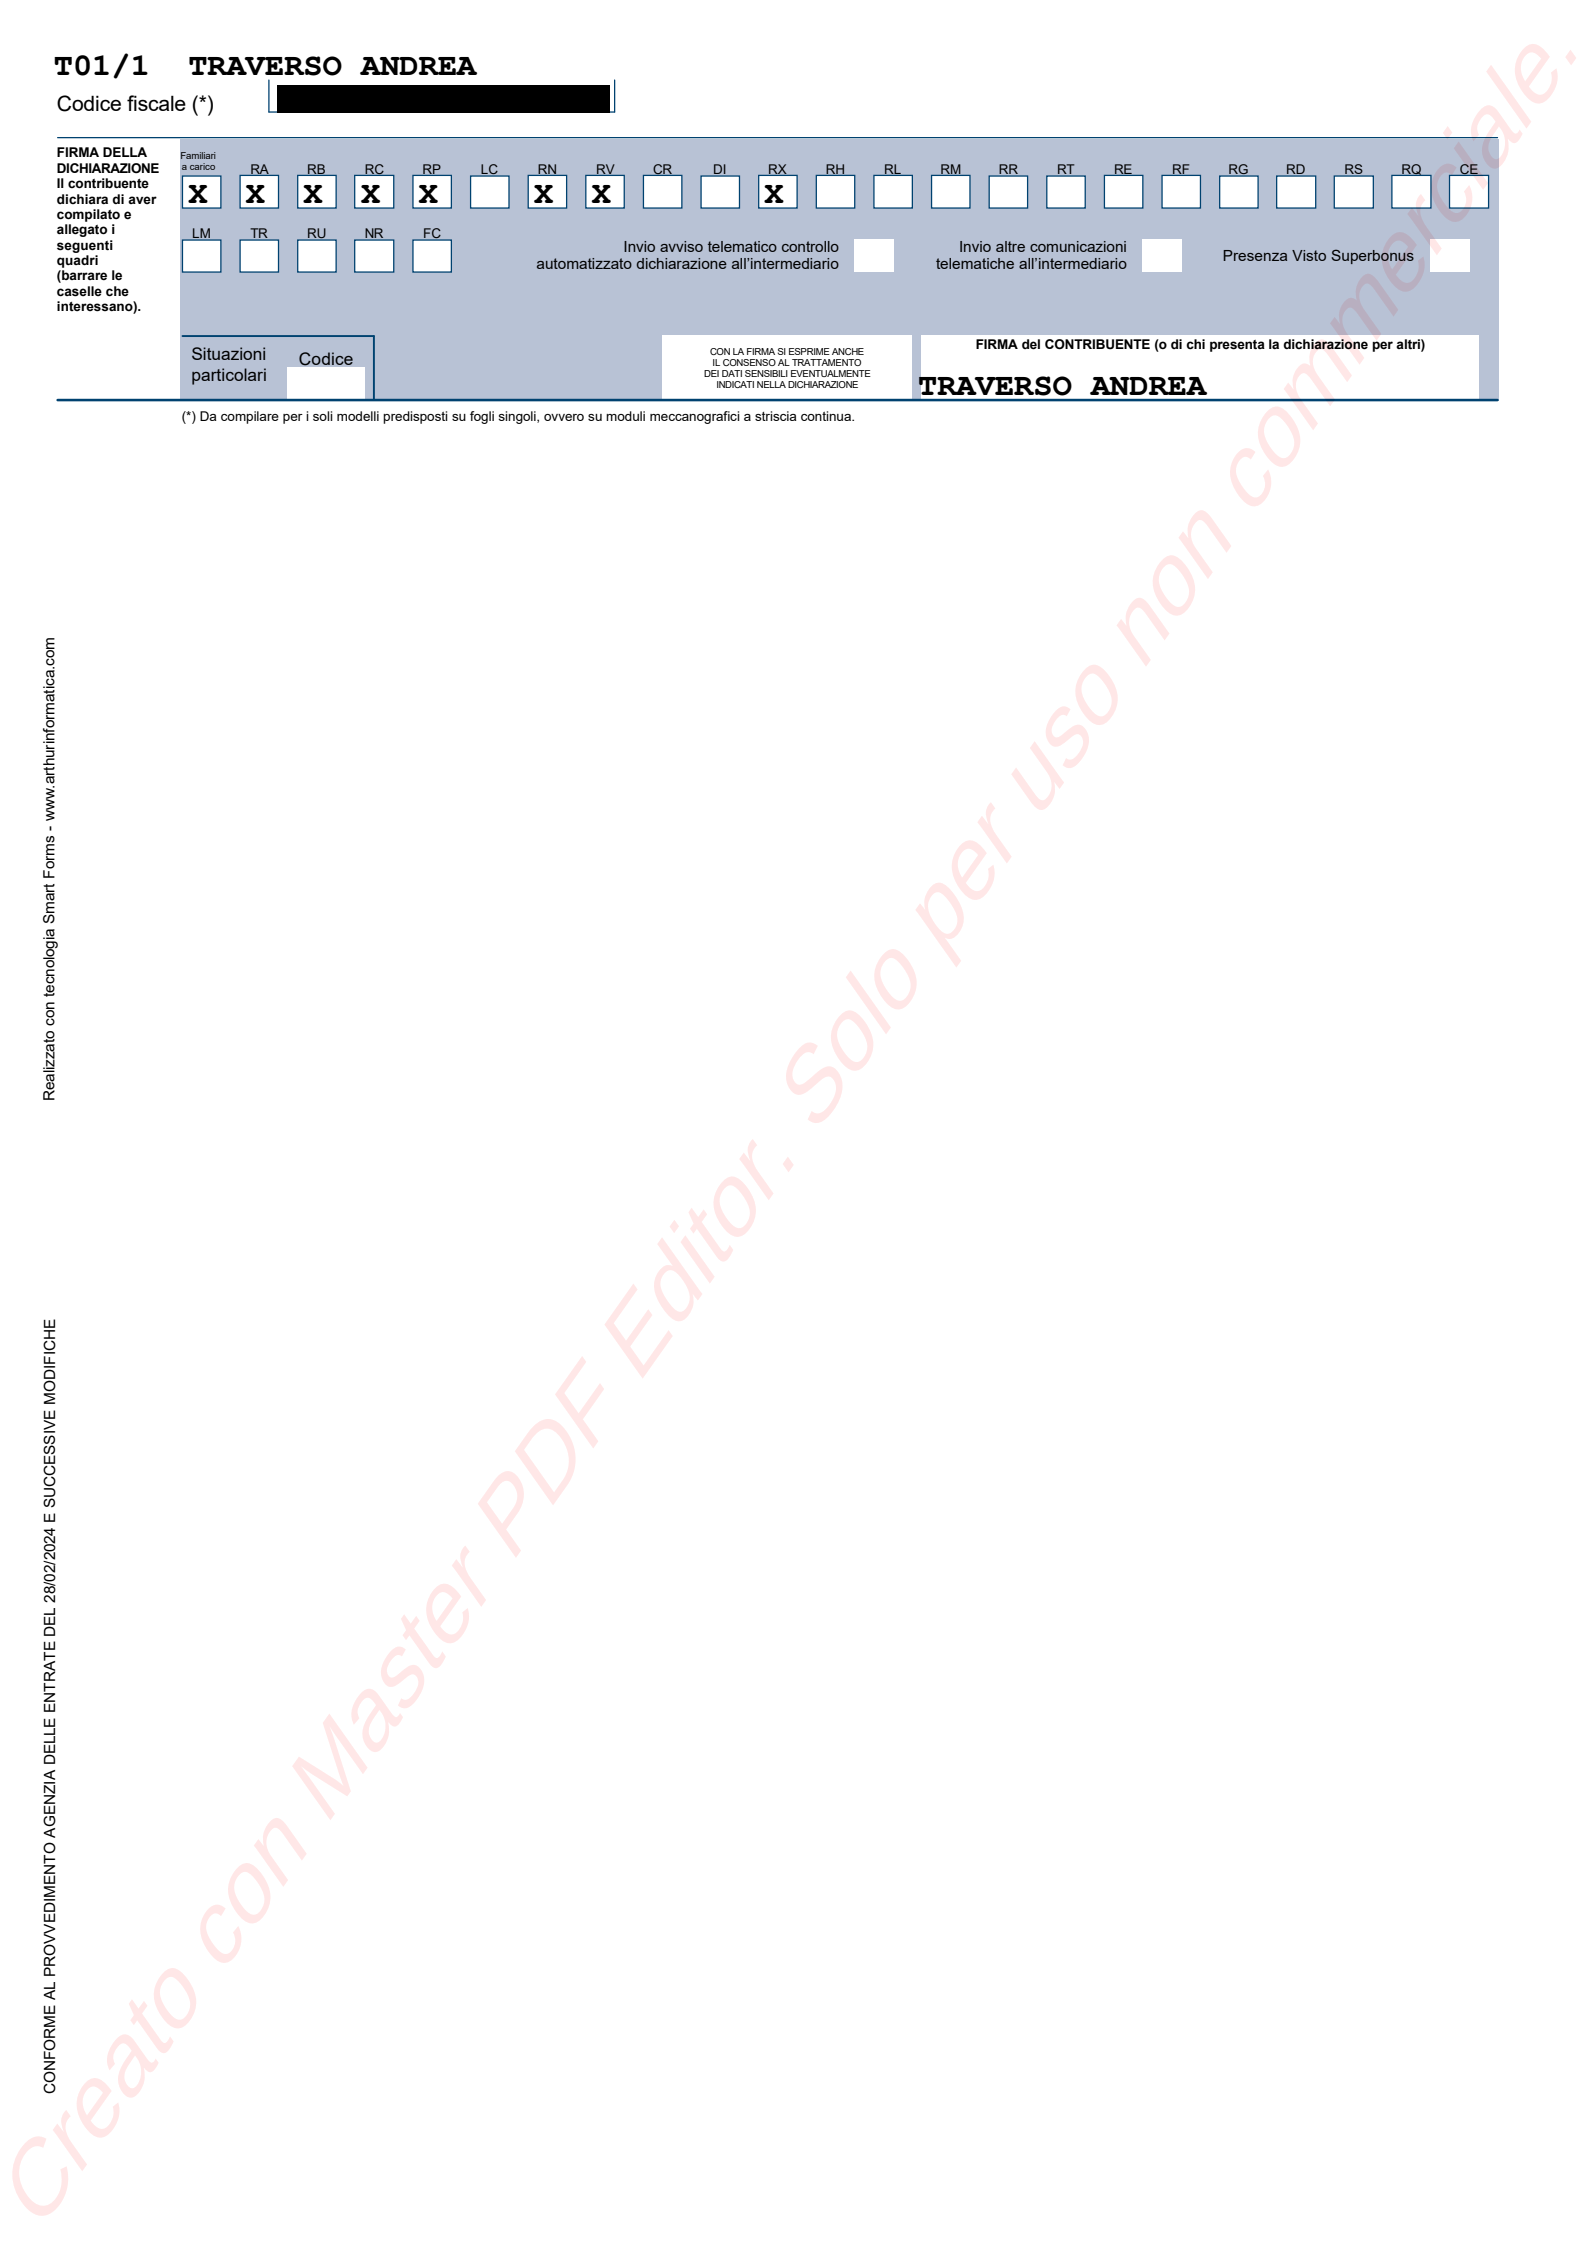 T01/1 TRAVERSO ANDREA
Codice fiscale (*)
FIRMA DELLA
DICHIARAZIONE
Il contribuente
dichiara di aver
compilato e
allegato i
seguenti
quadri
(barrare le
caselle che
interessano).
Familiari
a carico RA RB RC RP LC RN RV CR DI RX RH RL RM RR RT RE RF RG RD RS RQ CE
X X X X X X X X
LM TR RU NR FC
Invio avviso telematico controllo
automatizzato dichiarazione all'intermediario
Invio altre comunicazioni
telematiche all'intermediario
Presenza Visto Superbonus
Situazioni
particolari
Codice
CON LA FIRMA SI ESPRIME ANCHE
IL CONSENSO AL TRATTAMENTO
DEI DATI SENSIBILI EVENTUALMENTE
INDICATI NELLA DICHIARAZIONE
FIRMA del CONTRIBUENTE (o di chi presenta la dichiarazione per altri)
TRAVERSO ANDREA
(*) Da compilare per i soli modelli predisposti su fogli singoli, ovvero su moduli meccanografici a striscia continua.
Realizzato con tecnologia Smart Forms - www.arthurinformatica.com
CONFORME AL PROVVEDIMENTO AGENZIA DELLE ENTRATE DEL 28/02/2024 E SUCCESSIVE MODIFICHE
Creato con Master PDF Editor. Solo per uso non commerciale.